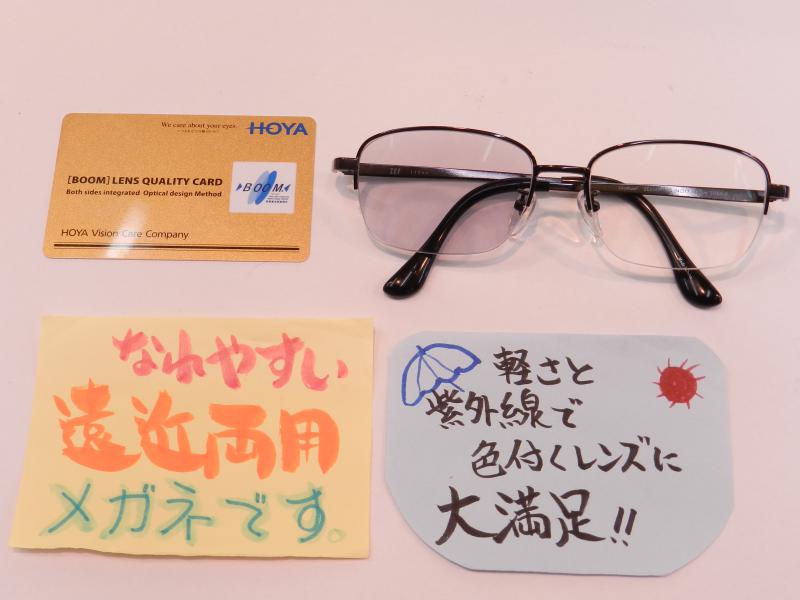 We care about your eyes.
HOYA
[BOOM] LENS QUALITY CARD
Both sides integrated Optical design Method
BOOM
HOYA Vision Care Company
なれやすい
遠近両用
メガネです。
軽さと
紫外線で
色付くレンズに
大満足!!